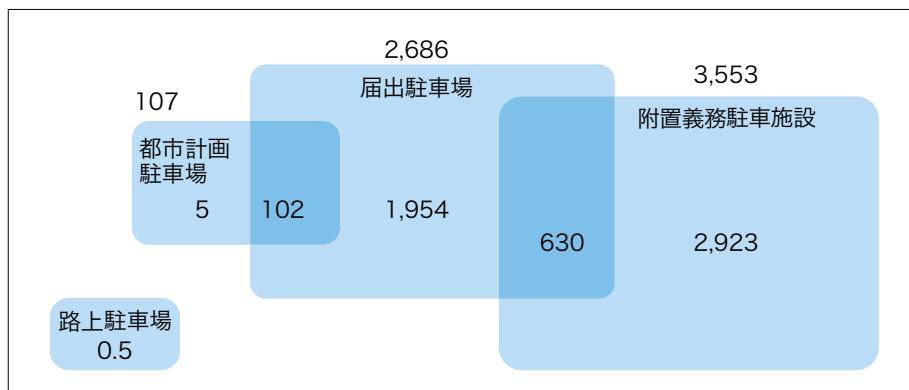 2,686
届出駐車場
3,553
附置義務駐車施設
107
都市計画
駐車場
5
102
1,954
630
2,923
路上駐車場
0.5